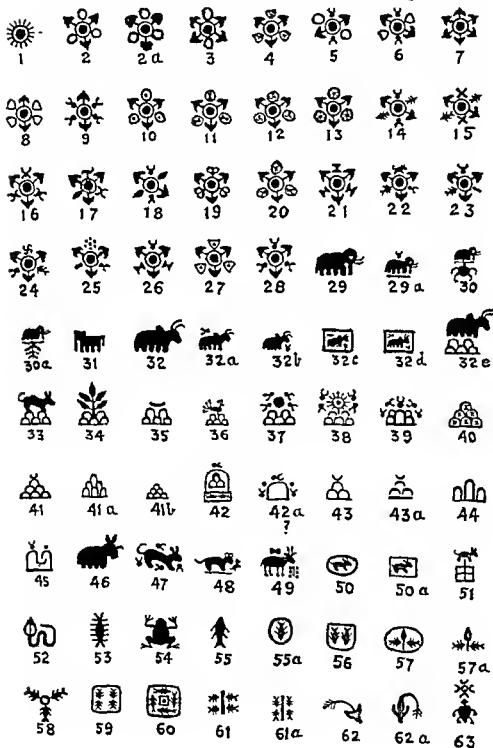 1 2 2a 3 4 5 6 7
8 9 10 11 12 13 14 15
16 17 18 19 20 21 22 23
24 25 26 27 28 29 29a 30
30a 31 32 32a 32b 32c 32d 32e
33 34 35 36 37 38 39 40
41 41a 41b 42 42a 43 43a 44
?
45 46 47 48 49 50 50a 51
52 53 54 55 55a 56 57 57a
58 59 60 61 61a 62 62a 63